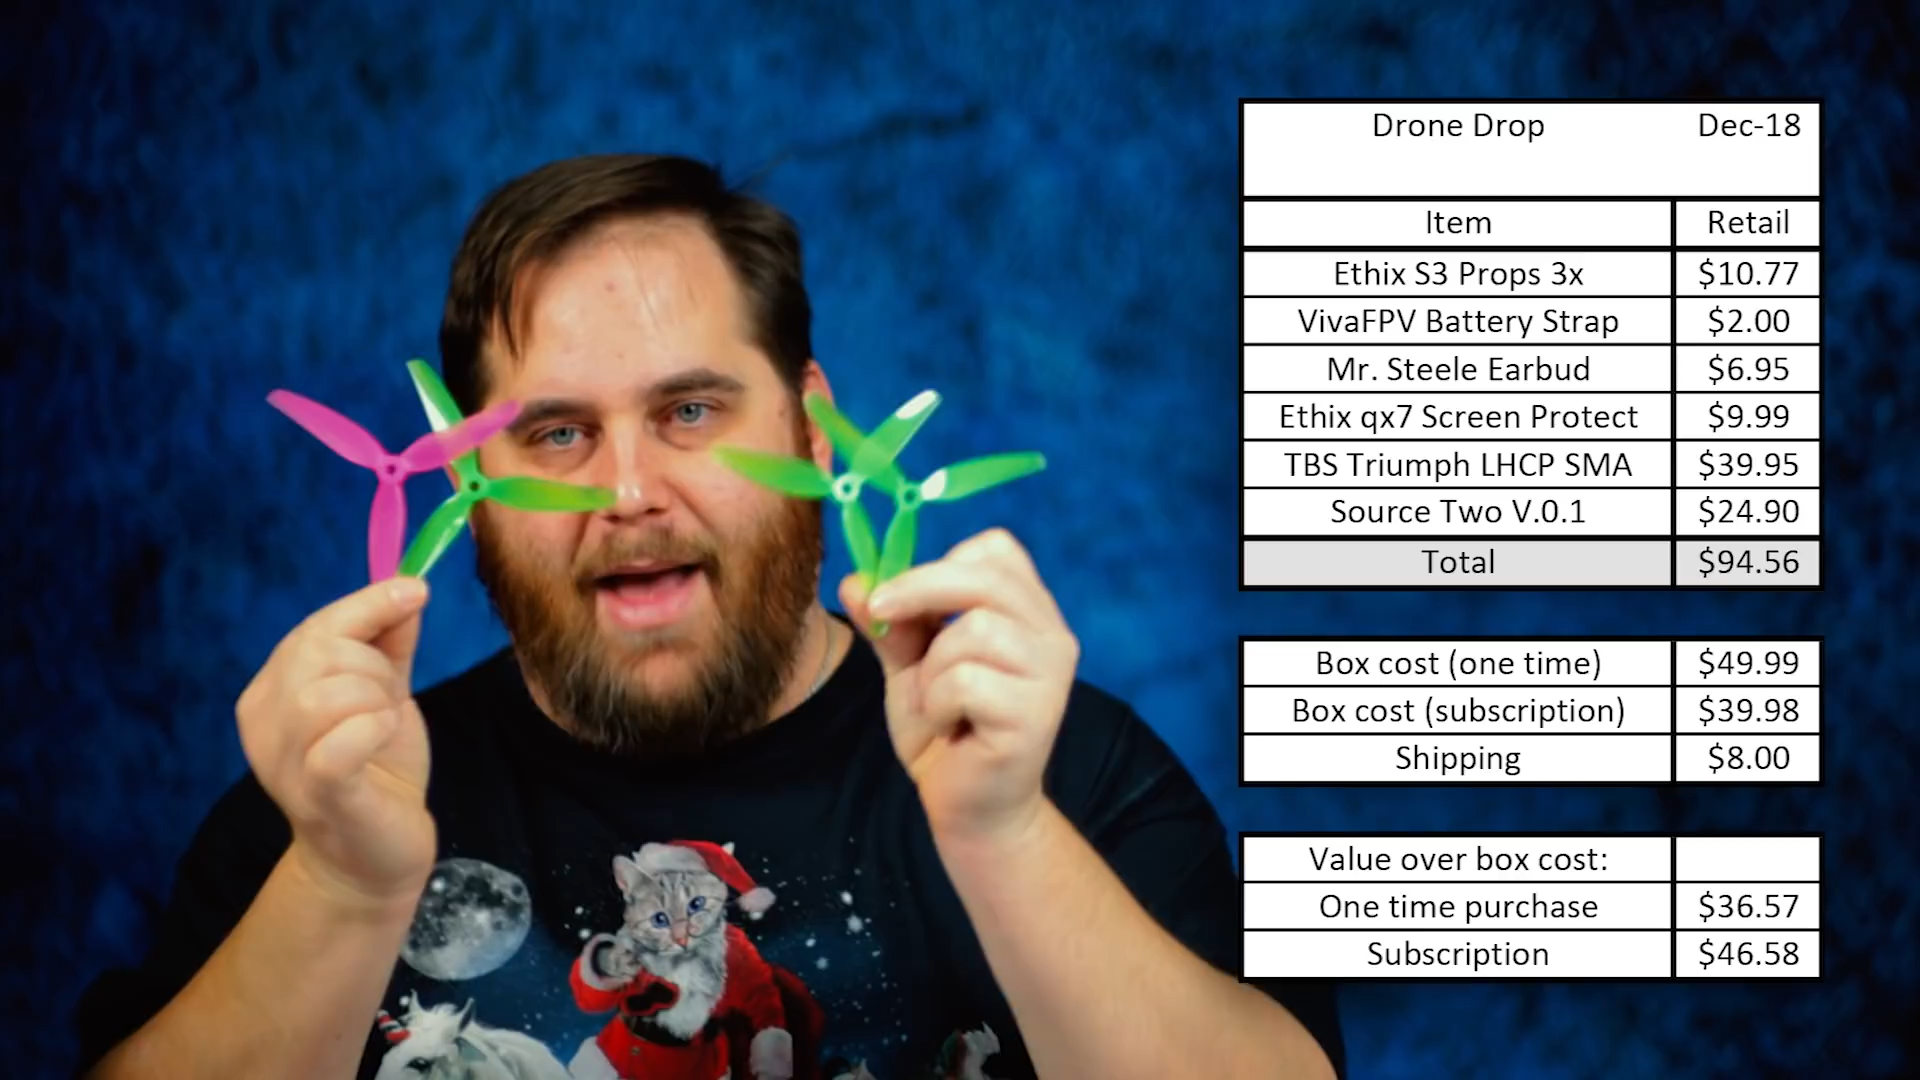 Drone Drop Dec-18
Item Retail
Ethix S3 Props 3x $10.77
VivaFPV Battery Strap $2.00
Mr. Steele Earbud $6.95
Ethix qx7 Screen Protect $9.99
TBS Triumph LHCP SMA $39.95
Source Two V.0.1 $24.90
Total $94.56
Box cost (one time) $49.99
Box cost (subscription) $39.98
Shipping $8.00
Value over box cost:
One time purchase $36.57
Subscription $46.58